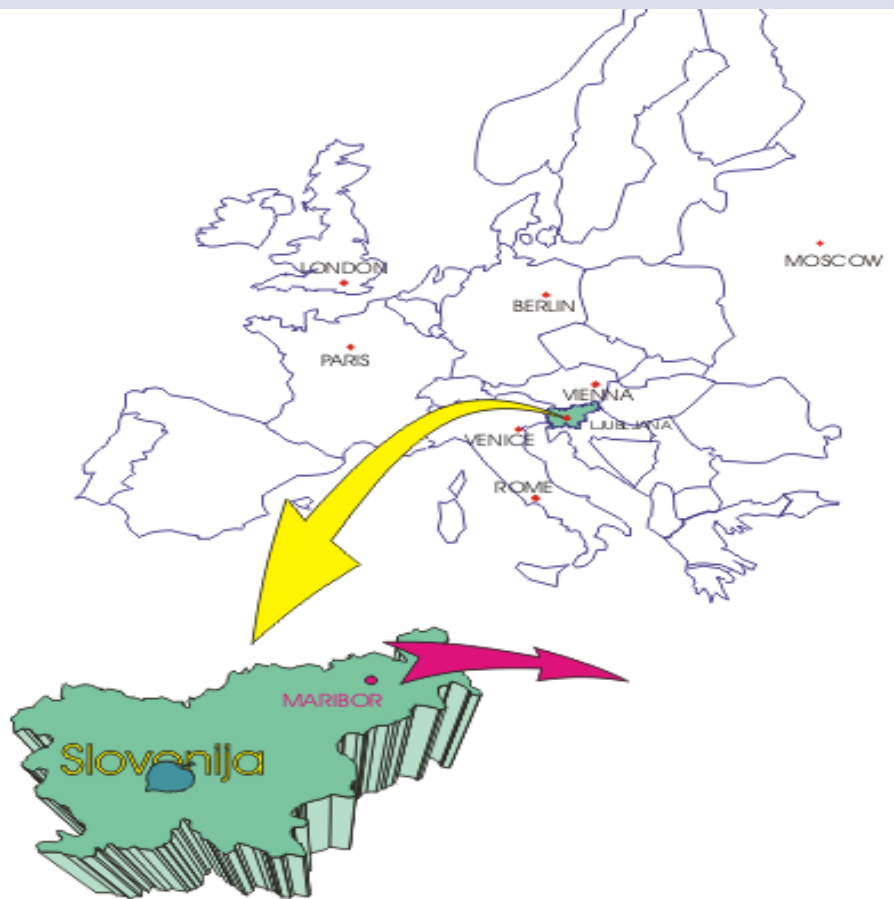 LONDON
MOSCOW
BERLIN
PARIS
VIENNA
LJUBLJANA
VENICE
ROME
MARIBOR
Slovenija